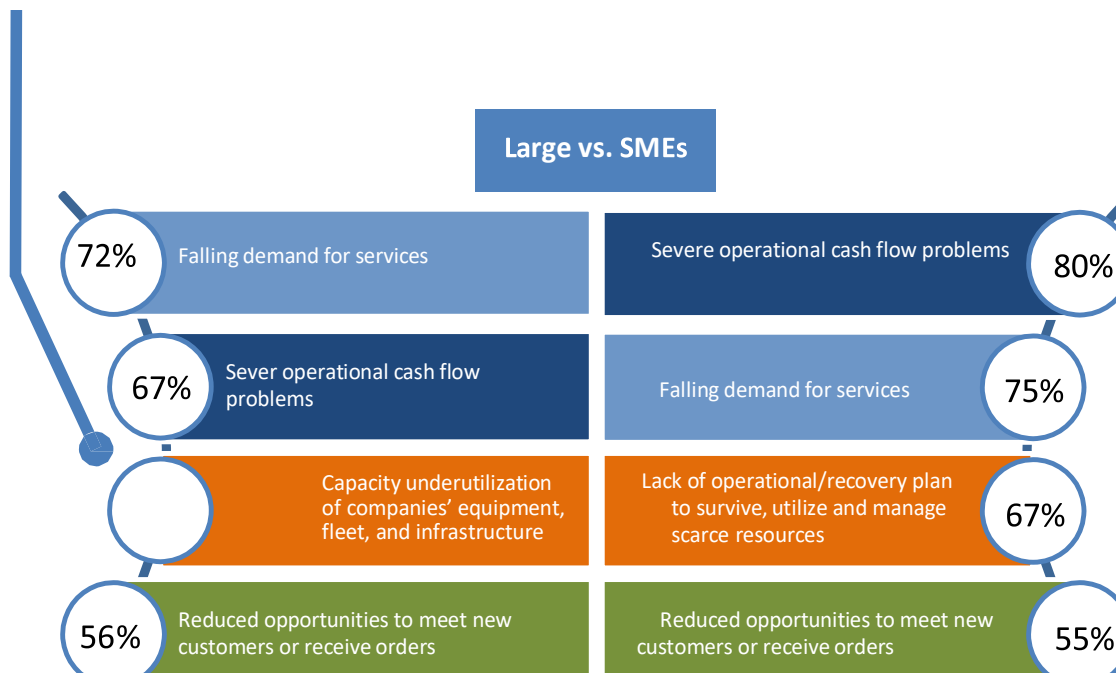 Large vs. SMEs
72%
Falling demand for services
Severe operational cash flow problems
80%
67%
Sever operational cash flow
problems
Falling demand for services
75%
Capacity underutilization
of companies’ equipment,
fleet, and infrastructure
Lack of operational/recovery plan
to survive, utilize and manage
scarce resources
67%
56%
Reduced opportunities to meet new
customers or receive orders
Reduced opportunities to meet new
customers or receive orders
55%